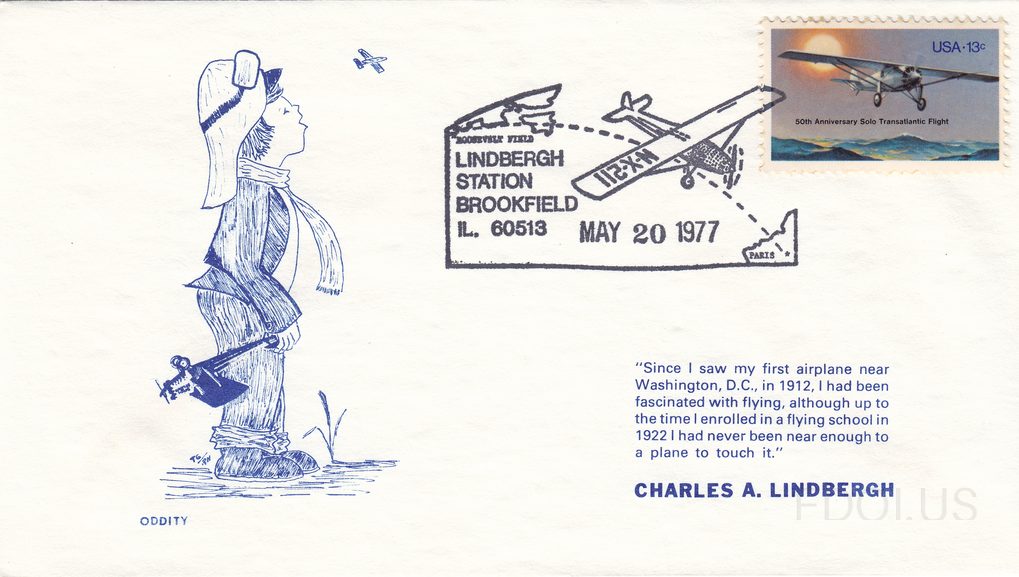 USA · 13c
50th Anniversary Solo Transatlantic Flight
ROOSEVELT FIELD
LINDBERGH
STATION
BROOKFIELD
IL. 60513
MAY 20 1977
N-X-211
PARIS
"Since I saw my first airplane near
Washington, D.C., in 1912, I had been
fascinated with flying, although up to
the time I enrolled in a flying school in
1922 I had never been near enough to
a plane to touch it."
CHARLES A. LINDBERGH
ODDITY
FDOI.US